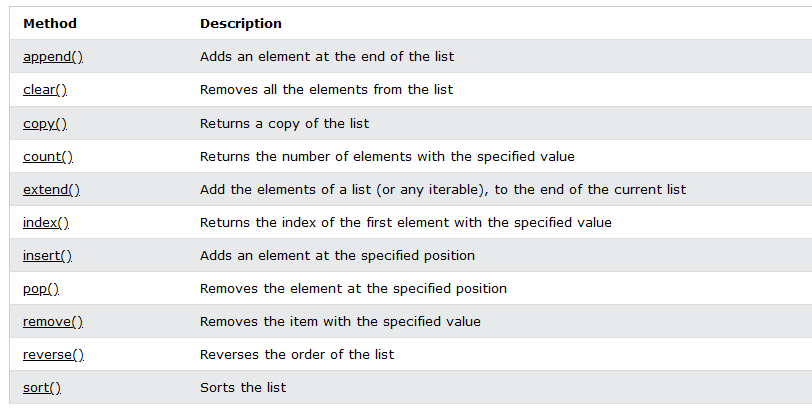 Method Description
append() Adds an element at the end of the list
clear() Removes all the elements from the list
copy() Returns a copy of the list
count() Returns the number of elements with the specified value
extend() Add the elements of a list (or any iterable), to the end of the current list
index() Returns the index of the first element with the specified value
insert() Adds an element at the specified position
pop() Removes the element at the specified position
remove() Removes the item with the specified value
reverse() Reverses the order of the list
sort() Sorts the list